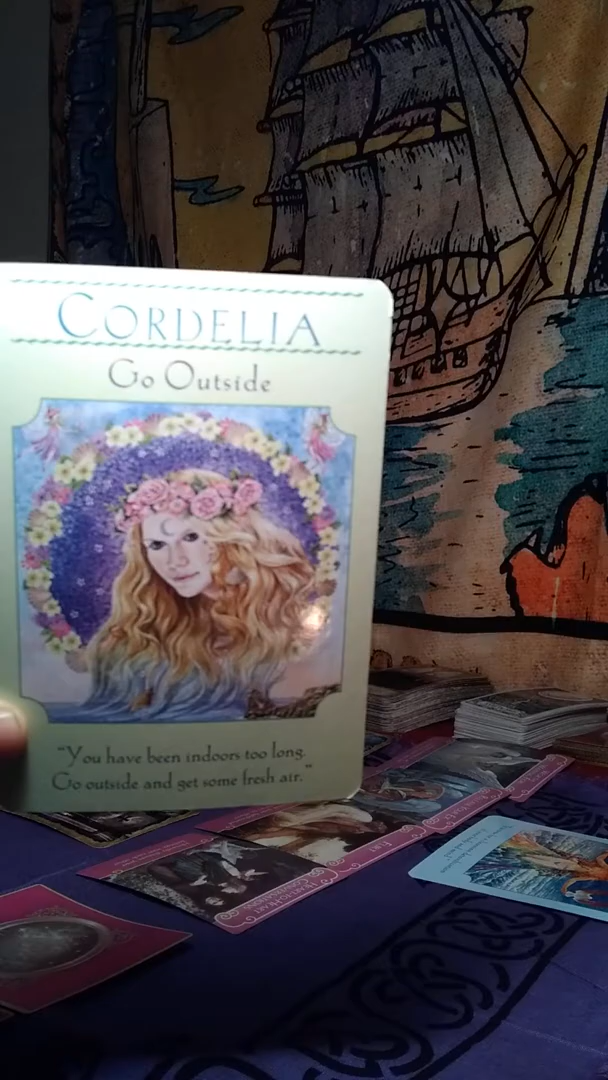 CORDELIA
Go Outside
"You have been indoors too long.
Go outside and get some fresh air."